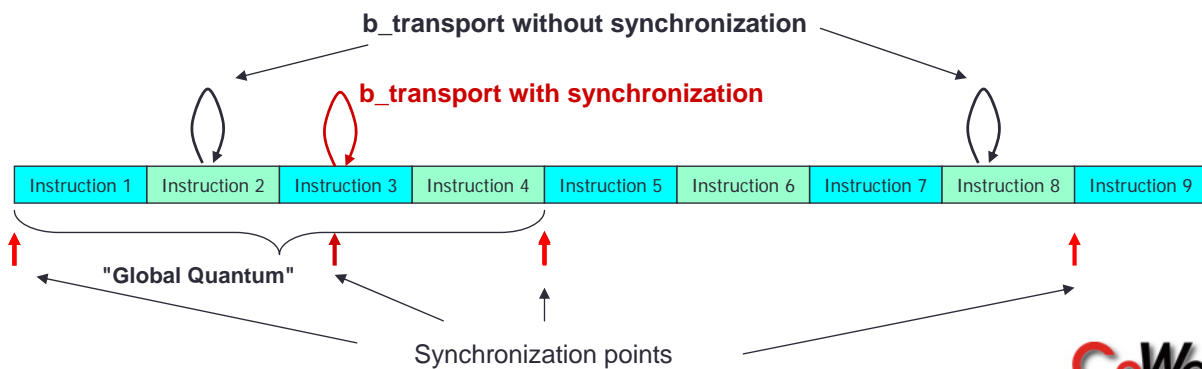 b_transport without synchronization
b_transport with synchronization
Instruction 1 Instruction 2 Instruction 3 Instruction 4 Instruction 5 Instruction 6 Instruction 7 Instruction 8 Instruction 9
"Global Quantum"
Synchronization points